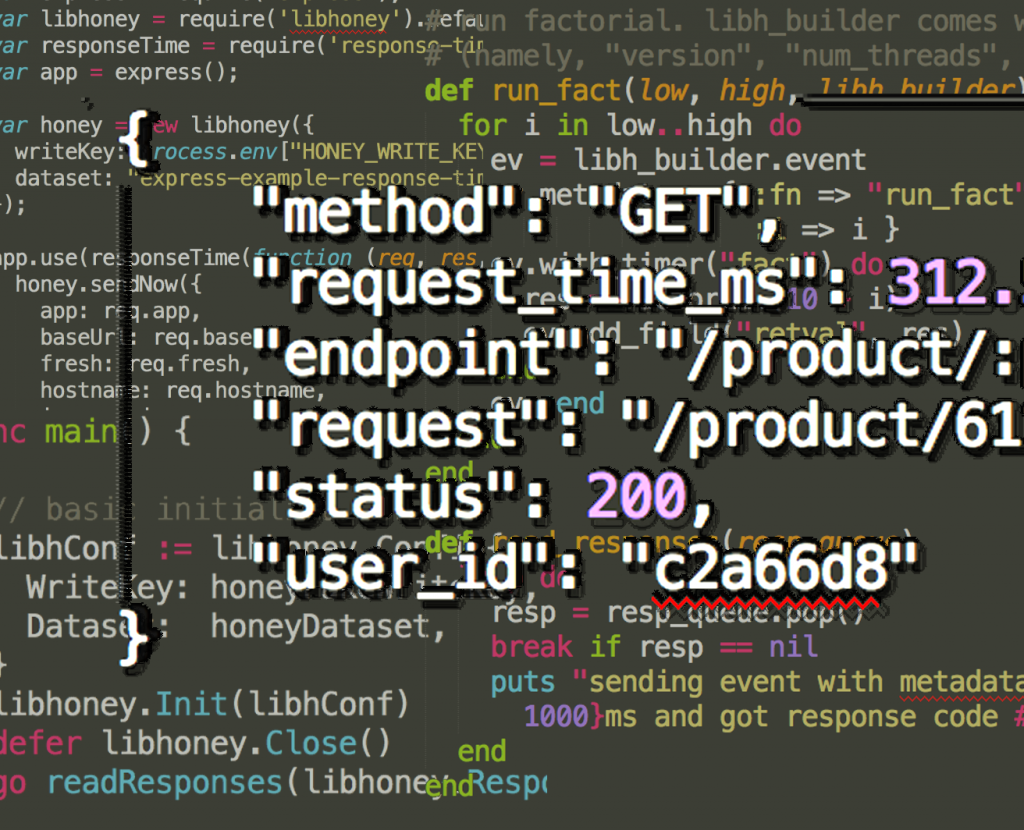 var libhoney = require('libhoney').defau
var responseTime = require('response-tim
var app = express();
var honey = new libhoney({
writeKey: process.env["HONEY_WRITE_KEY
dataset: "express-example-response-tim
});
app.use(responseTime(function (req, res,
honey.sendNow({
app: req.app,
baseUrl: req.base
fresh: req.fresh,
hostname: req.hostname,
nc main() {
// basic initial
libhConf := libhoney.Conf
WriteKey: honey
Dataset: honeyDataset,
}
libhoney.Init(libhConf)
defer libhoney.Close()
go readResponses(libhoney.Respo
# run factorial. libh_builder comes w
# (namely, "version", "num_threads",
def run_fact(low, high, libh_builder)
for i in low..high do
ev = libh_builder.event
:fn => "run_fact"
=> i }
ev.with_timer("fact") do
10 i)
ev.add_field("retval", res)
end
end
def read_responses(resp_queue)
do
resp = resp_queue.pop()
break if resp == nil
puts "sending event with metadata
1000}ms and got response code #
end
end
{
"method": "GET",
"request_time_ms": 312.
"endpoint": "/product/:
"request": "/product/61
"status": 200,
"user_id": "c2a66d8"
}